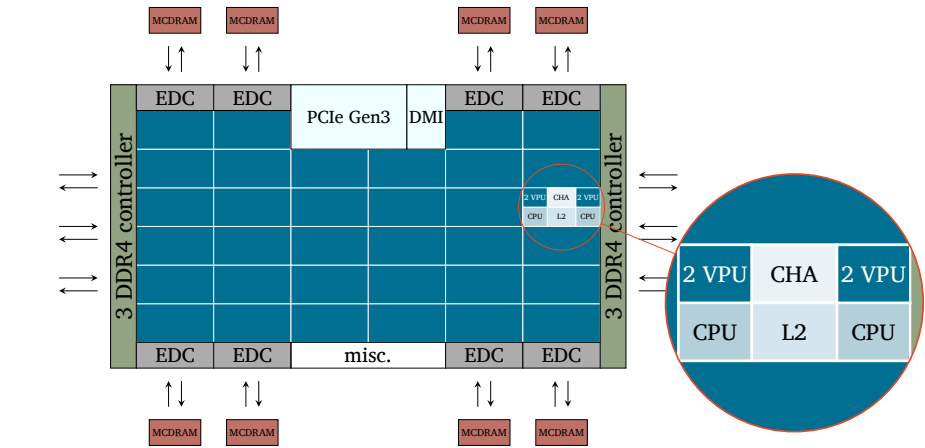 MCDRAM MCDRAM MCDRAM MCDRAM
EDC EDC PCIe Gen3 DMI EDC EDC
3 DDR4 controller
3 DDR4 controller
2 VPU CHA 2 VPU
CPU L2 CPU
2 VPU CHA 2 VPU
CPU L2 CPU
EDC EDC misc. EDC EDC
MCDRAM MCDRAM MCDRAM MCDRAM